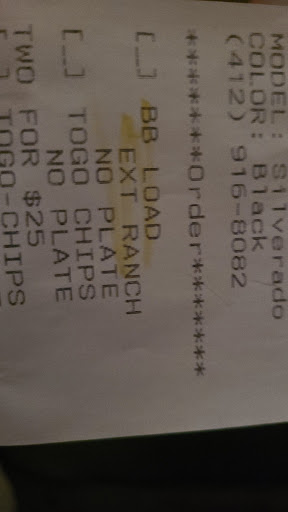 MODEL: Silverado
COLOR: Black
(412) 916-8082
*******Order*******
[_] BB LOAD
EXT RANCH
NO PLATE
[_] TOGO CHIPS
NO PLATE
TWO FOR $25
[_] TOGO-CHIPS